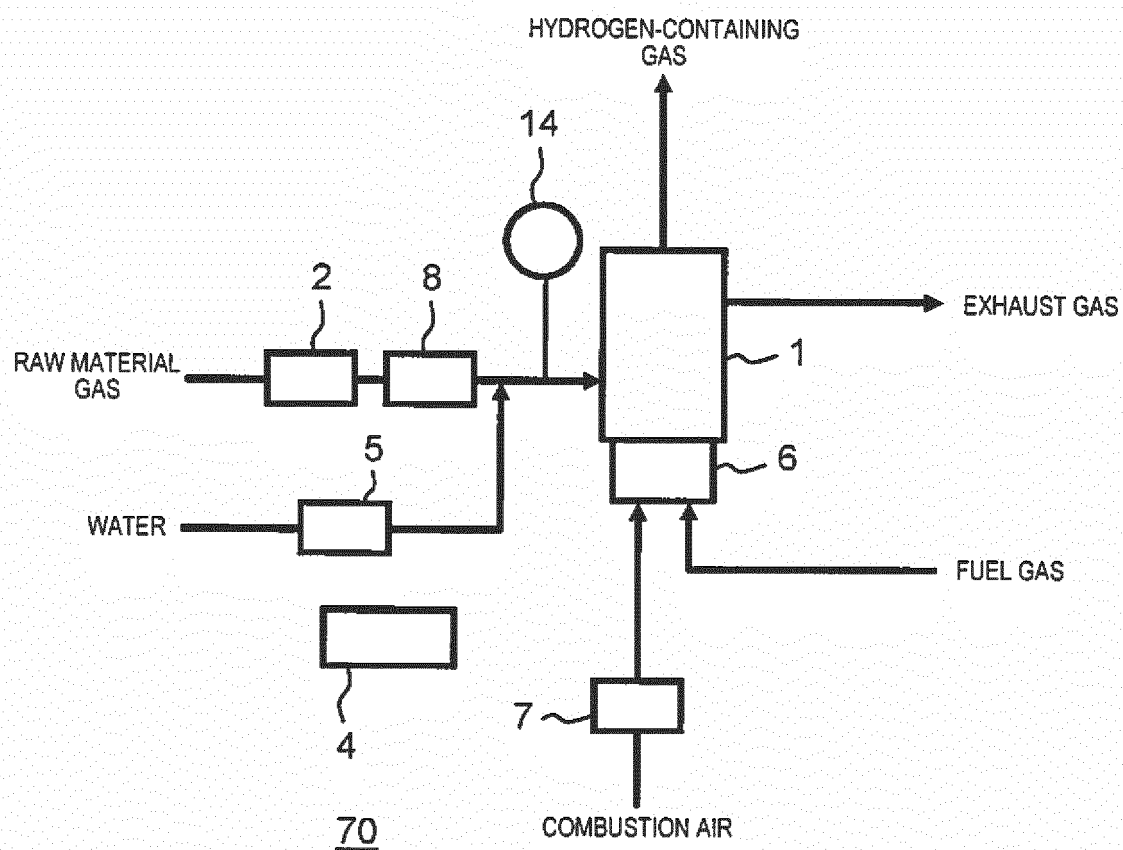 HYDROGEN-CONTAINING
GAS
14
2
8
EXHAUST GAS
RAW MATERIAL
GAS
1
5
6
WATER
FUEL GAS
7
4
COMBUSTION AIR
70